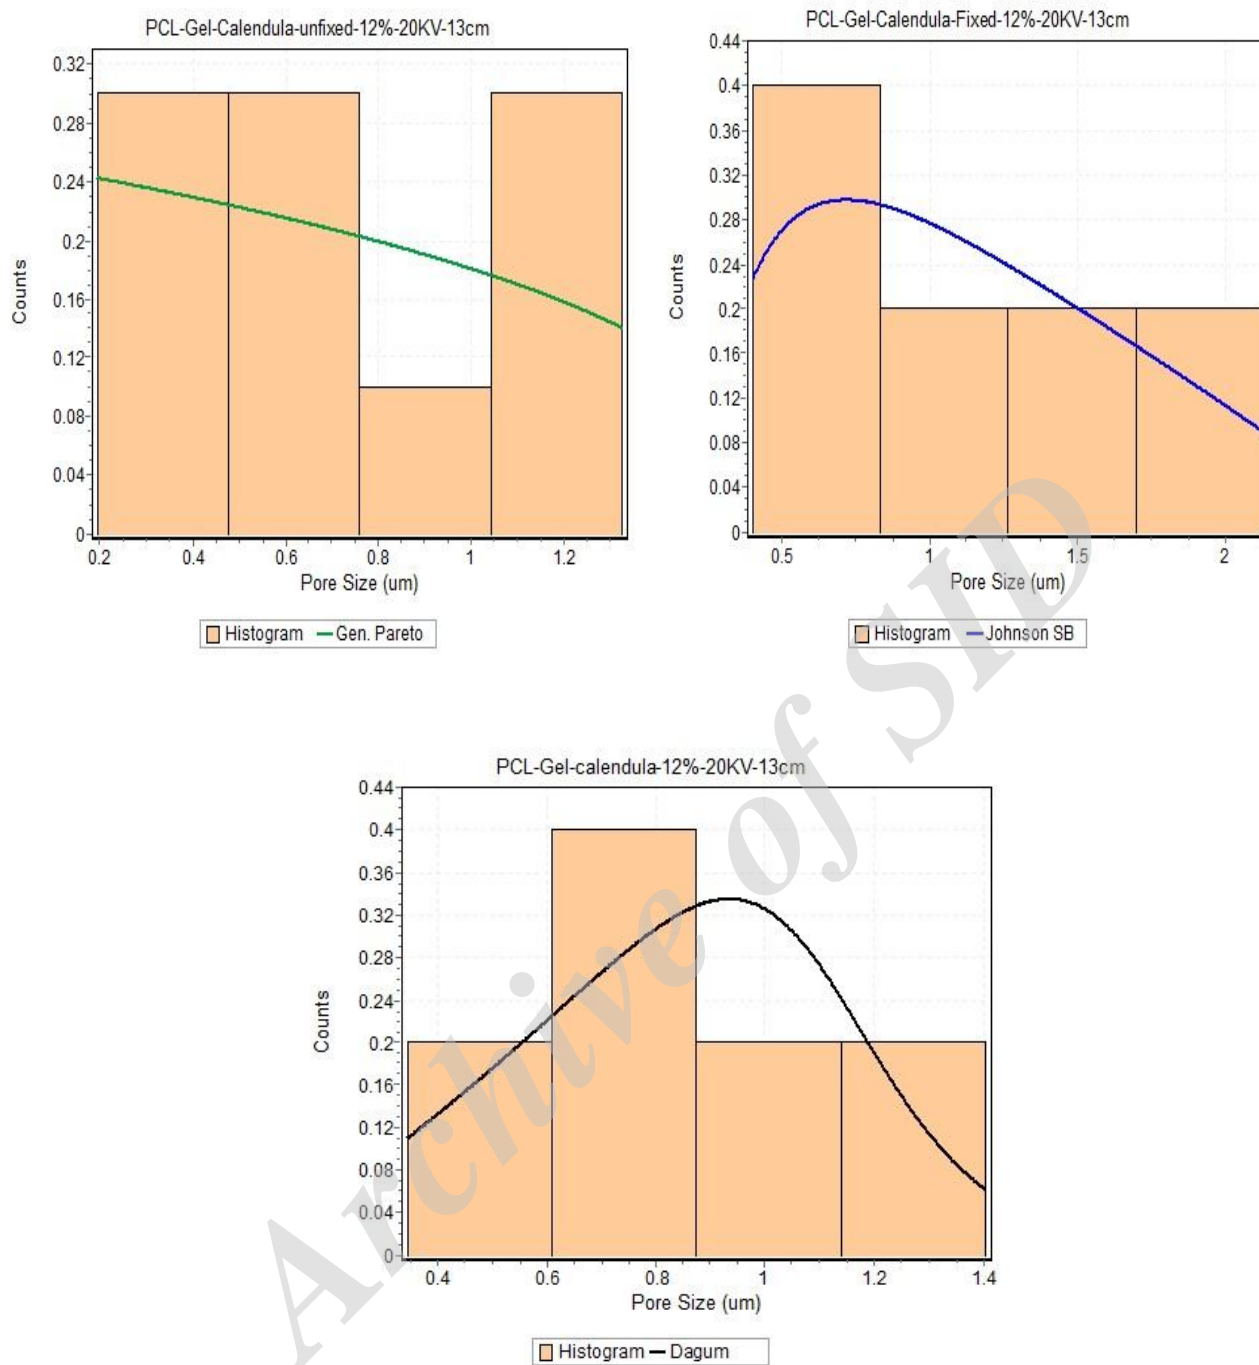 PCL-Gel-Calendula-unfixed-12%-20KV-13cm
0.32
0.28
0.24
0.2
0.16
0.12
0.08
0.04
0
Counts
0.2 0.4 0.6 0.8 1 1.2
Pore Size (um)
Histogram Gen. Pareto
PCL-Gel-Calendula-Fixed-12%-20KV-13cm
0.44
0.4
0.36
0.32
0.28
0.24
0.2
0.16
0.12
0.08
0.04
0
Counts
0.5 1 1.5 2
Pore Size (um)
Histogram Johnson SB
PCL-Gel-calendula-12%-20KV-13cm
0.44
0.4
0.36
0.32
0.28
0.24
0.2
0.16
0.12
0.08
0.04
0
Counts
0.4 0.6 0.8 1 1.2 1.4
Pore Size (um)
Histogram Dagum
Archive of SID